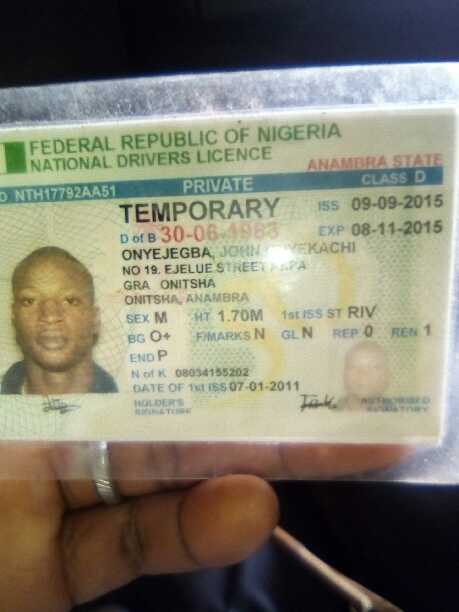 FEDERAL REPUBLIC OF NIGERIA
NATIONAL DRIVERS LICENCE
ANAMBRA STATE
NTH17792AA51 PRIVATE CLASS D
TEMPORARY ISS 09-09-2015
D of B 30-06-1983 EXP 08-11-2015
ONYEJEGBA, JOHN
NO 19. EJELUE STREET
GRA ONITSHA
ONITSHA, ANAMBRA
SEX M HT 1.70M 1st ISS ST RIV
BG O+ F/MARKS N GL N REP 0 REN 1
END P
N of K 08034155202
DATE OF 1st ISS 07-01-2011
HOLDER'S SIGNATURE
AUTHORISED SIGNATORY